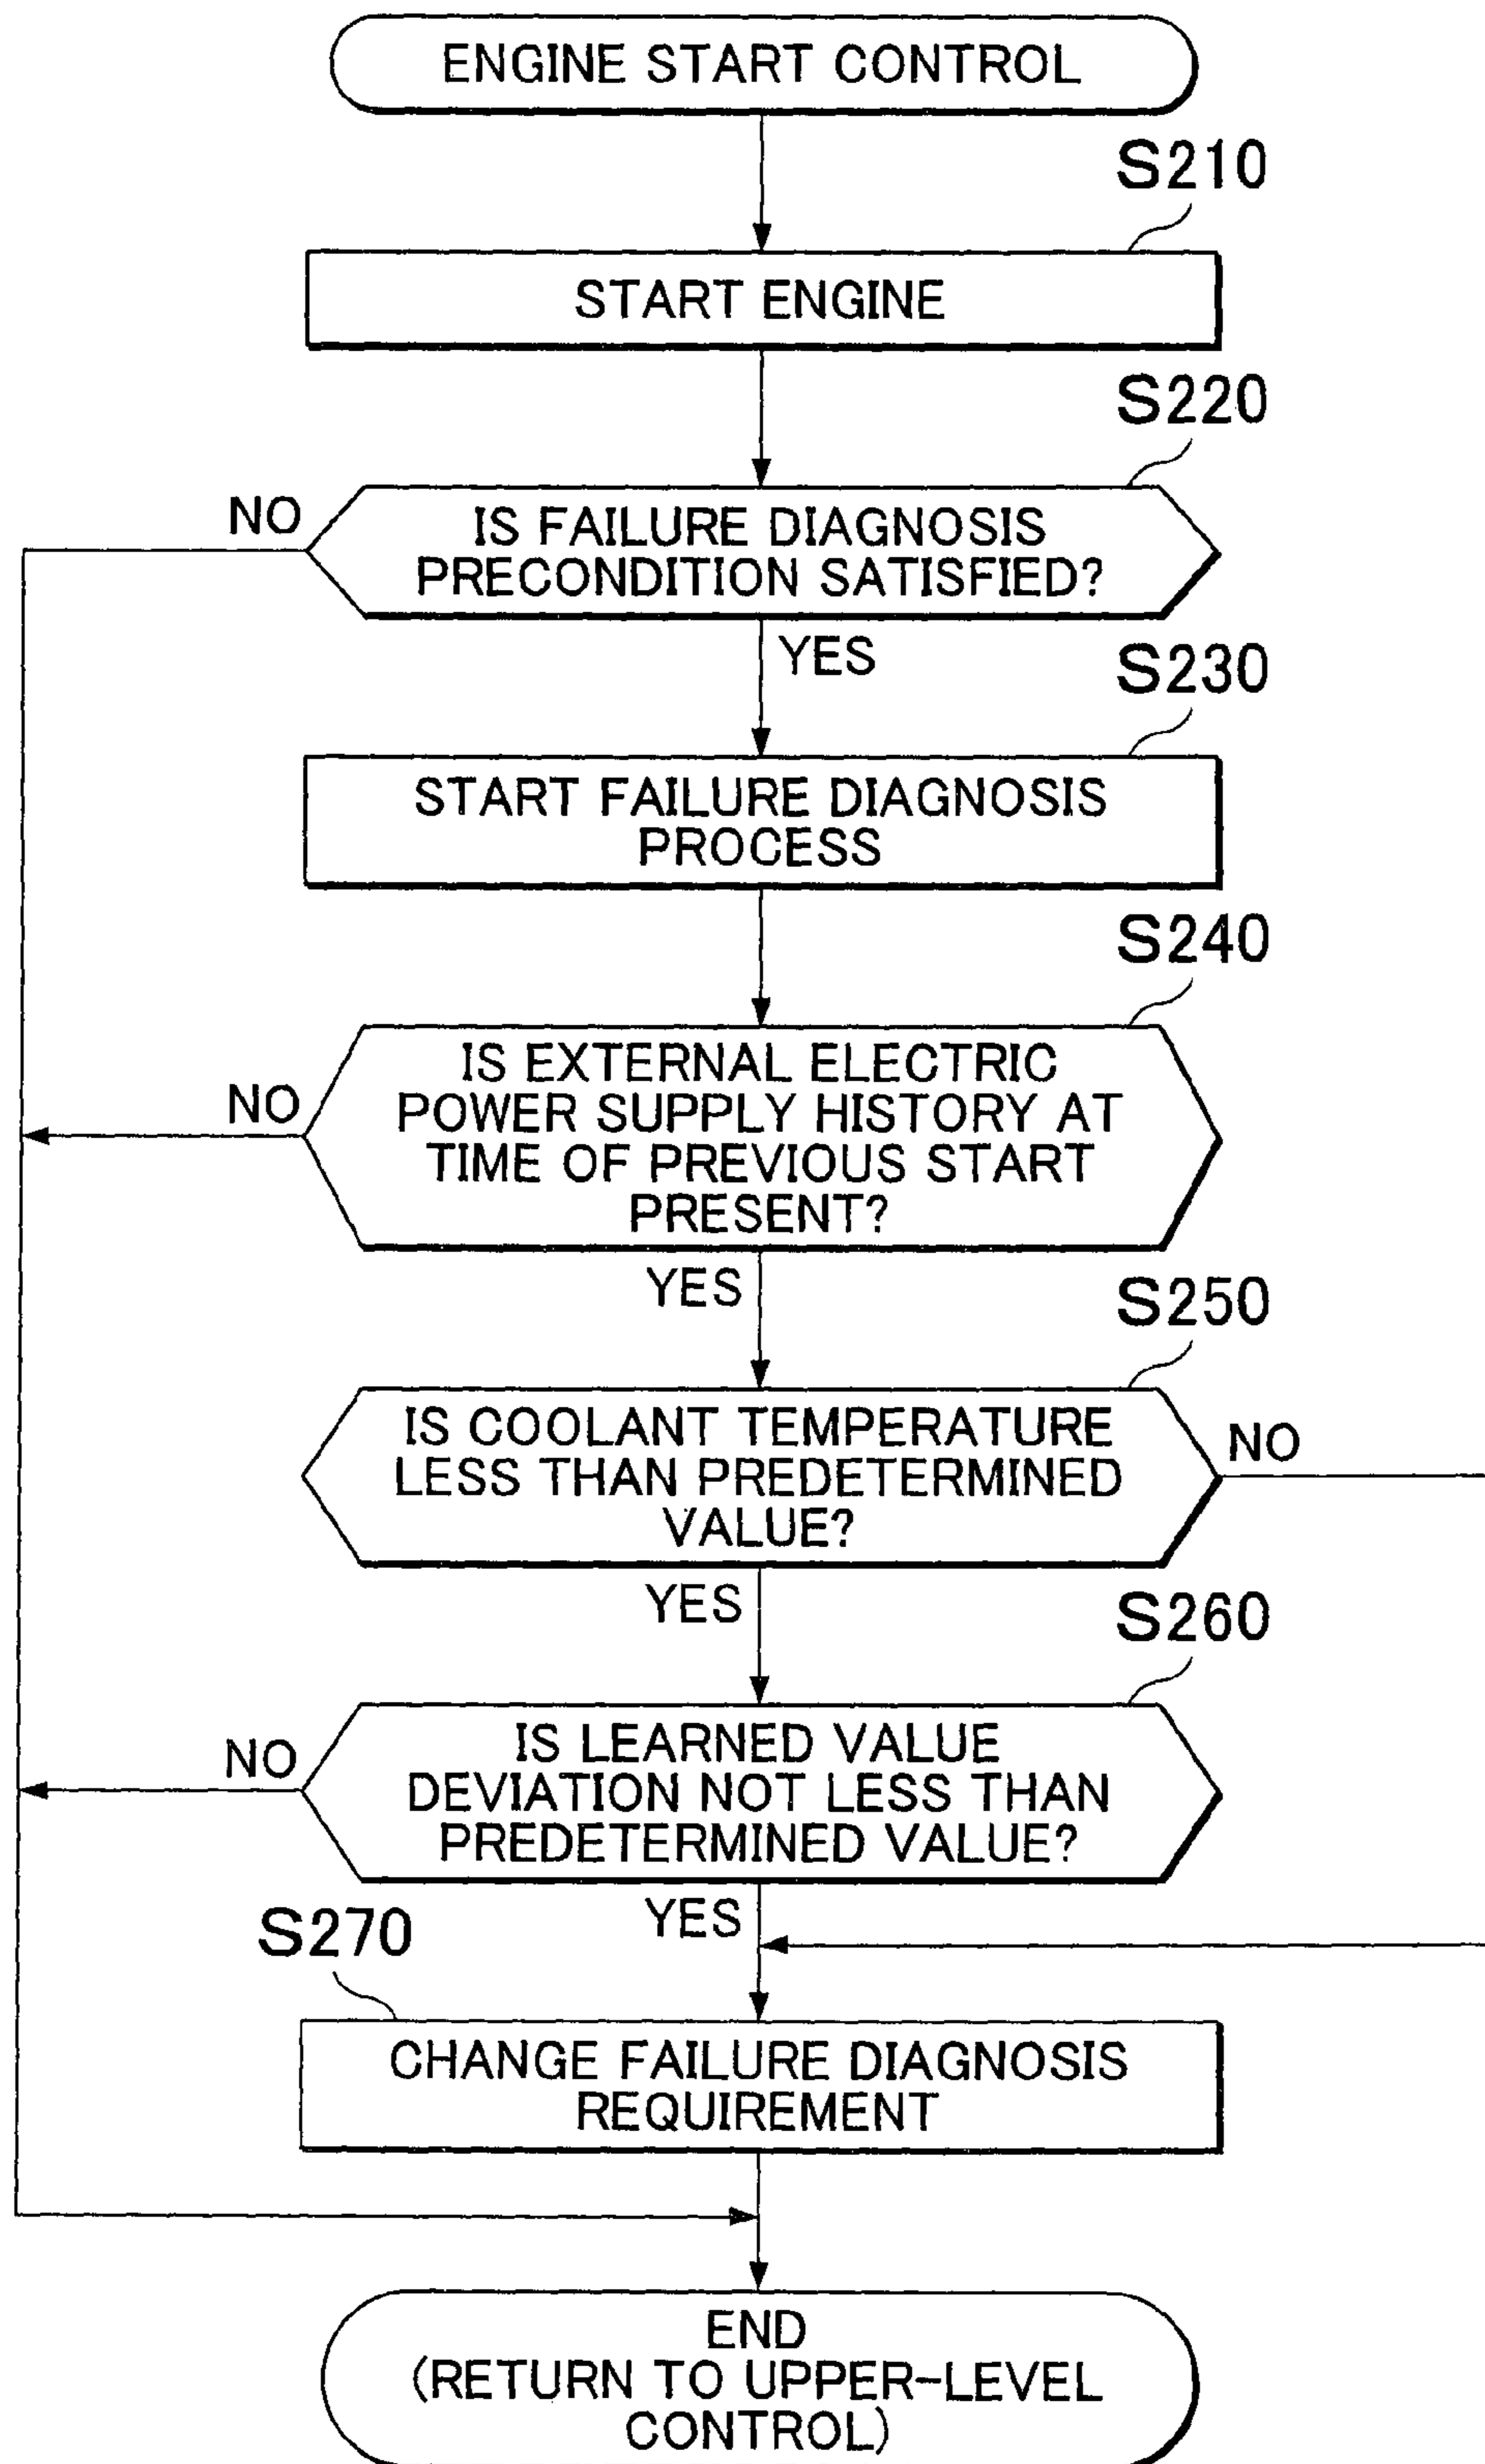 ENGINE START CONTROL
S210
START ENGINE
S220
NO
IS FAILURE DIAGNOSIS
PRECONDITION SATISFIED?
YES
S230
START FAILURE DIAGNOSIS
PROCESS
S240
NO
IS EXTERNAL ELECTRIC
POWER SUPPLY HISTORY AT
TIME OF PREVIOUS START
PRESENT?
YES
S250
IS COOLANT TEMPERATURE
LESS THAN PREDETERMINED
VALUE?
NO
YES
S260
NO
IS LEARNED VALUE
DEVIATION NOT LESS THAN
PREDETERMINED VALUE?
YES
S270
CHANGE FAILURE DIAGNOSIS
REQUIREMENT
END
(RETURN TO UPPER-LEVEL
CONTROL)